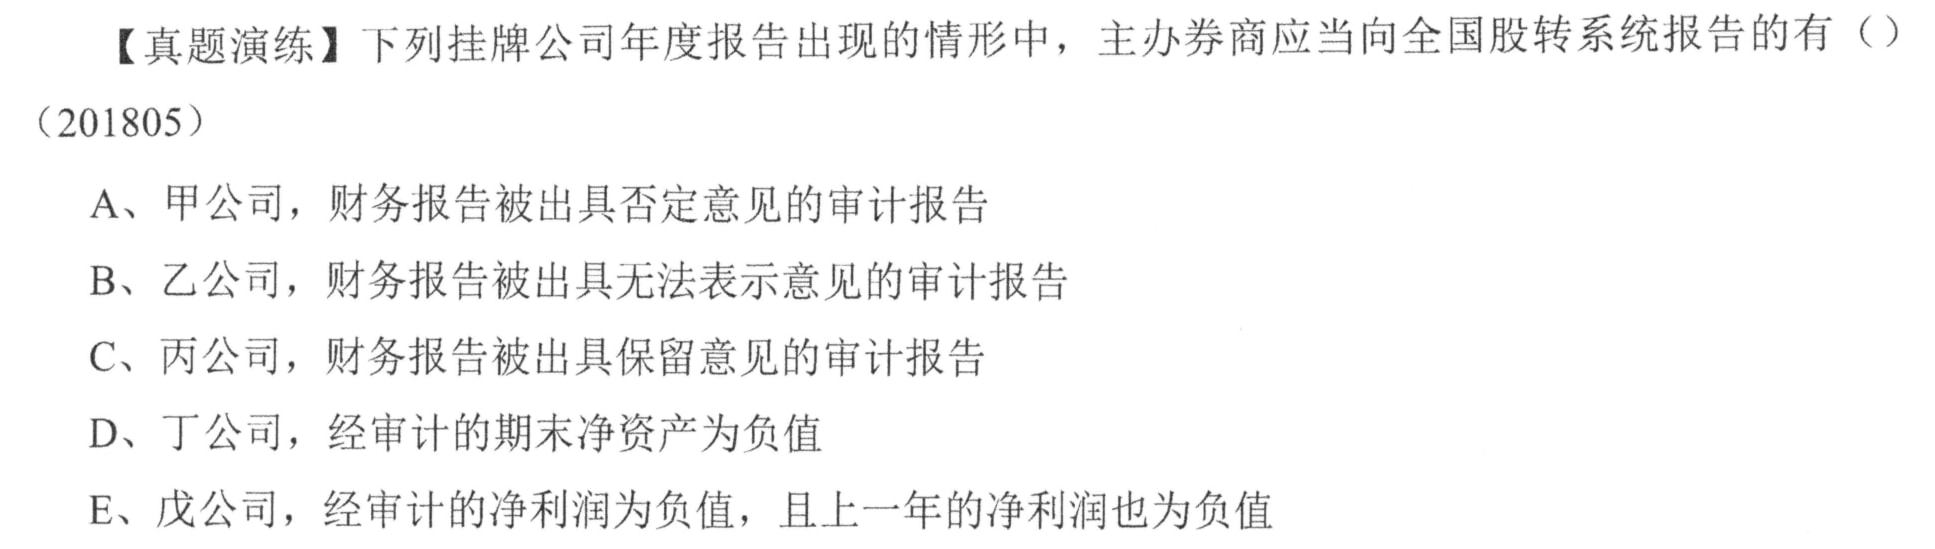 【真题演练】下列挂牌公司年度报告出现的情形中，主办券商应当向全国股转系统报告的有（）
（201805）
A、甲公司，财务报告被出具否定意见的审计报告
B、乙公司，财务报告被出具无法表示意见的审计报告
C、丙公司，财务报告被出具保留意见的审计报告
D、丁公司，经审计的期末净资产为负值
E、戊公司，经审计的净利润为负值，且上一年的净利润也为负值